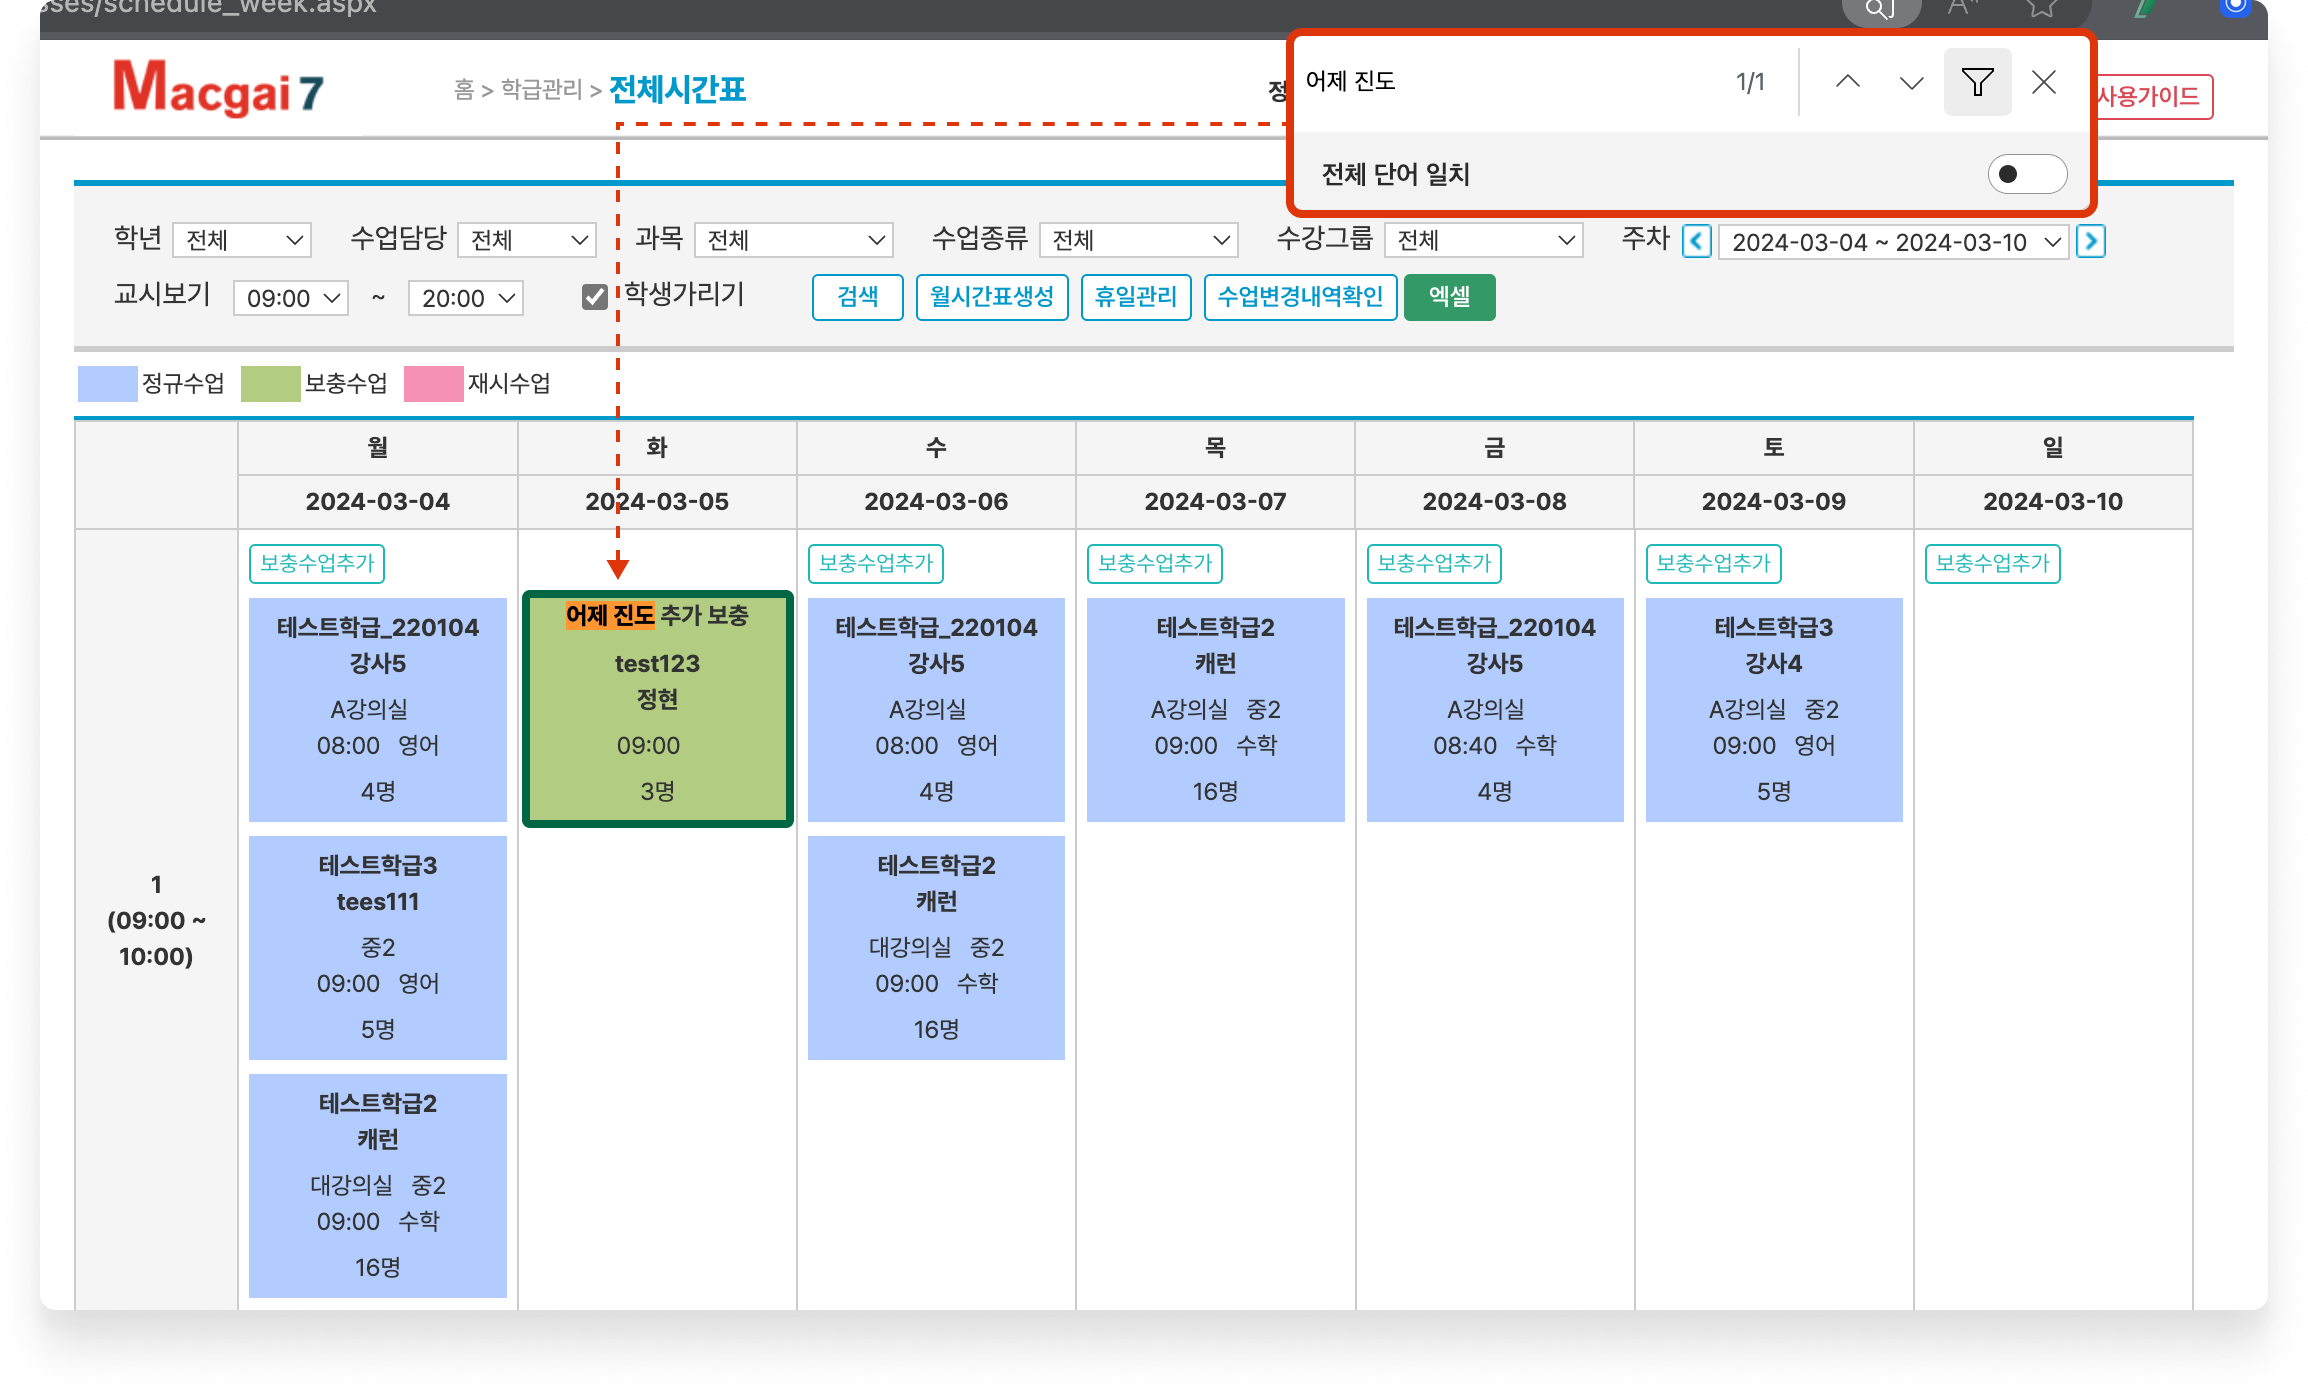 sses/schedule_week.aspx
Macgai 7
홈 > 학급관리 > 전체시간표
정
어제 진도
1/1
사용가이드
전체 단어 일치
학년 전체 수업담당 전체 과목 전체 수업종류 전체 수강그룹 전체 주차 2024-03-04 ~ 2024-03-10
교시보기 09:00 ~ 20:00 학생가리기 검색 월시간표생성 휴일관리 수업변경내역확인 엑셀
정규수업 보충수업 재시수업
월 화 수 목 금 토 일
2024-03-04 2024-03-05 2024-03-06 2024-03-07 2024-03-08 2024-03-09 2024-03-10
1
(09:00 ~
10:00)
보충수업추가
테스트학급_220104
강사5
A강의실
08:00 영어
4명
테스트학급3
tees111
중2
09:00 영어
5명
테스트학급2
캐런
대강의실 중2
09:00 수학
16명
어제 진도 추가 보충
test123
정현
09:00
3명
보충수업추가
테스트학급_220104
강사5
A강의실
08:00 영어
4명
테스트학급2
캐런
대강의실 중2
09:00 수학
16명
보충수업추가
테스트학급2
캐런
A강의실 중2
09:00 수학
16명
보충수업추가
테스트학급_220104
강사5
A강의실
08:40 수학
4명
보충수업추가
테스트학급3
강사4
A강의실 중2
09:00 영어
5명
보충수업추가